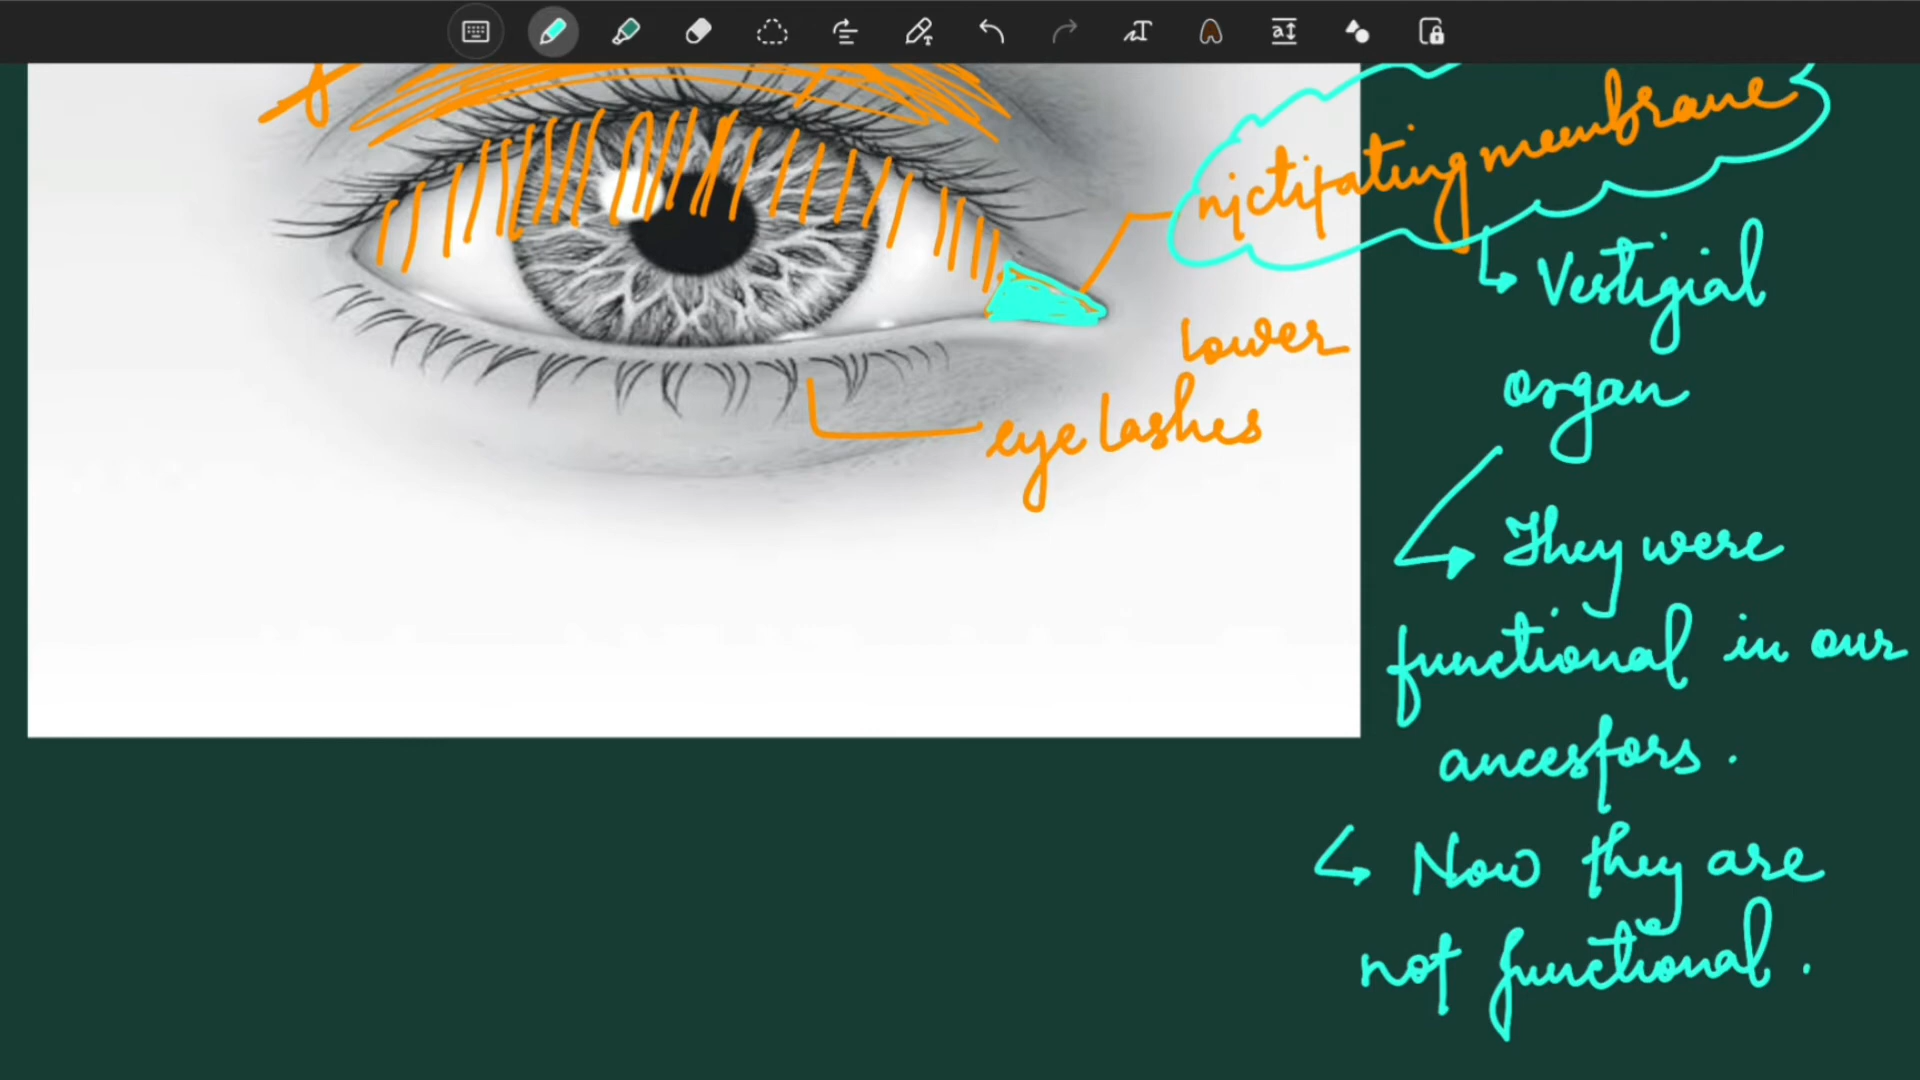 nictitating membrane
Vestigial
organ
lower
eye lashes
They were
functional in our
ancestors.
Now they are
not functional.